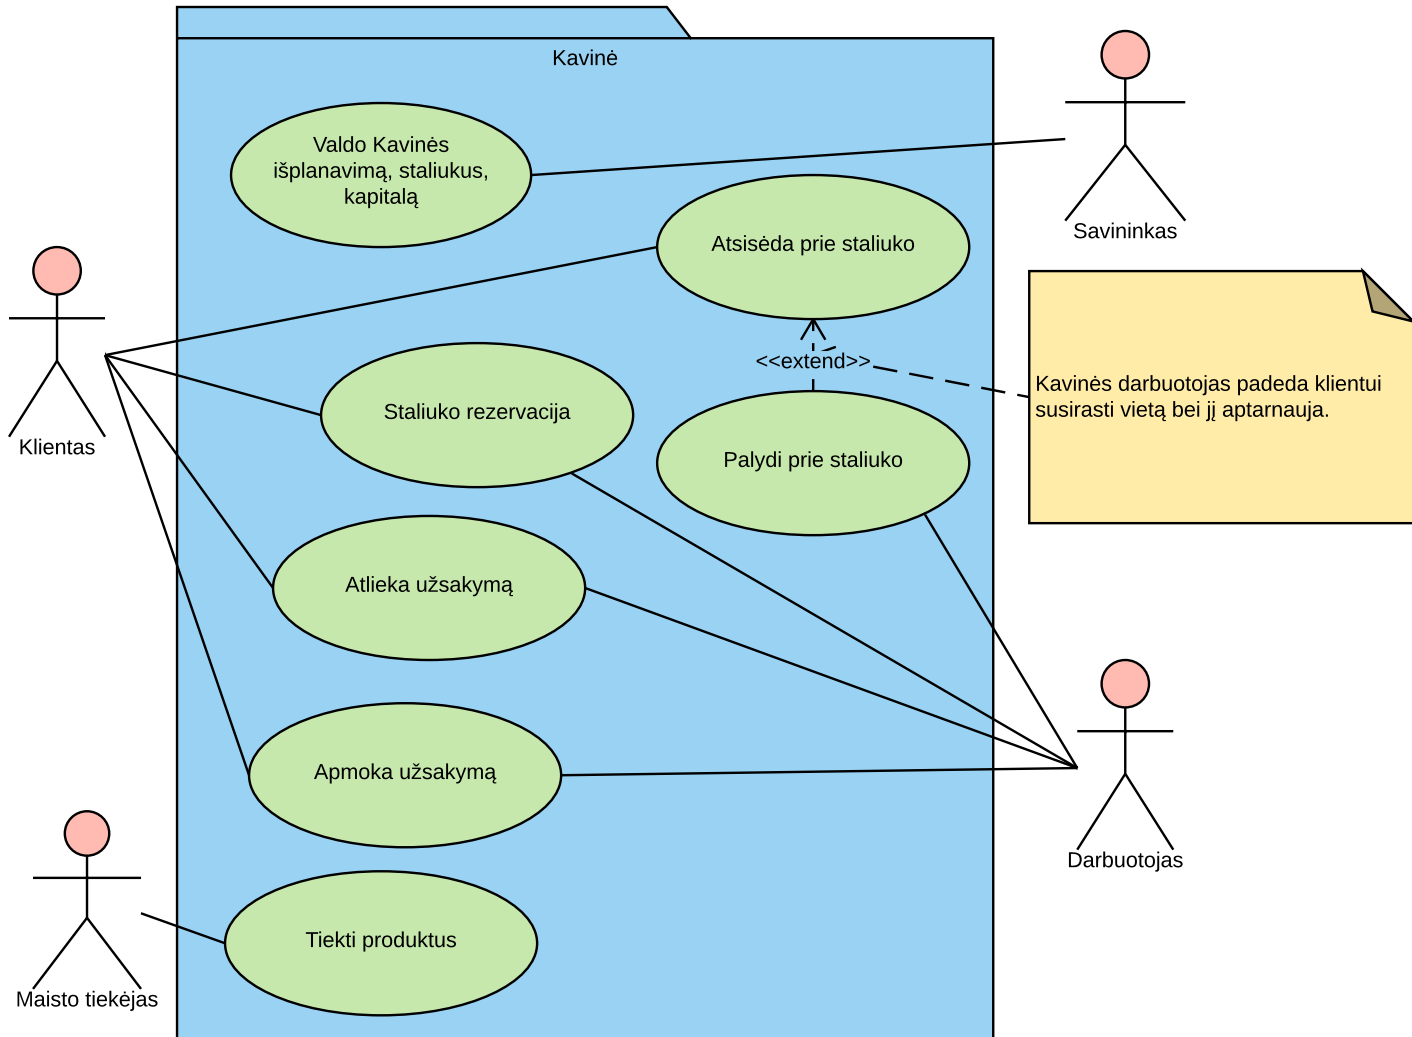 Kavinė
Valdo Kavinės
išplanavimą, staliukus,
kapitalą
Savininkas
Atsisėda prie staliuko
<<extend>>
Kavinės darbuotojas padeda klientui
susirasti vietą bei jį aptarnauja.
Klientas
Staliuko rezervacija
Palydi prie staliuko
Atlieka užsakymą
Apmoka užsakymą
Darbuotojas
Tiekti produktus
Maisto tiekėjas